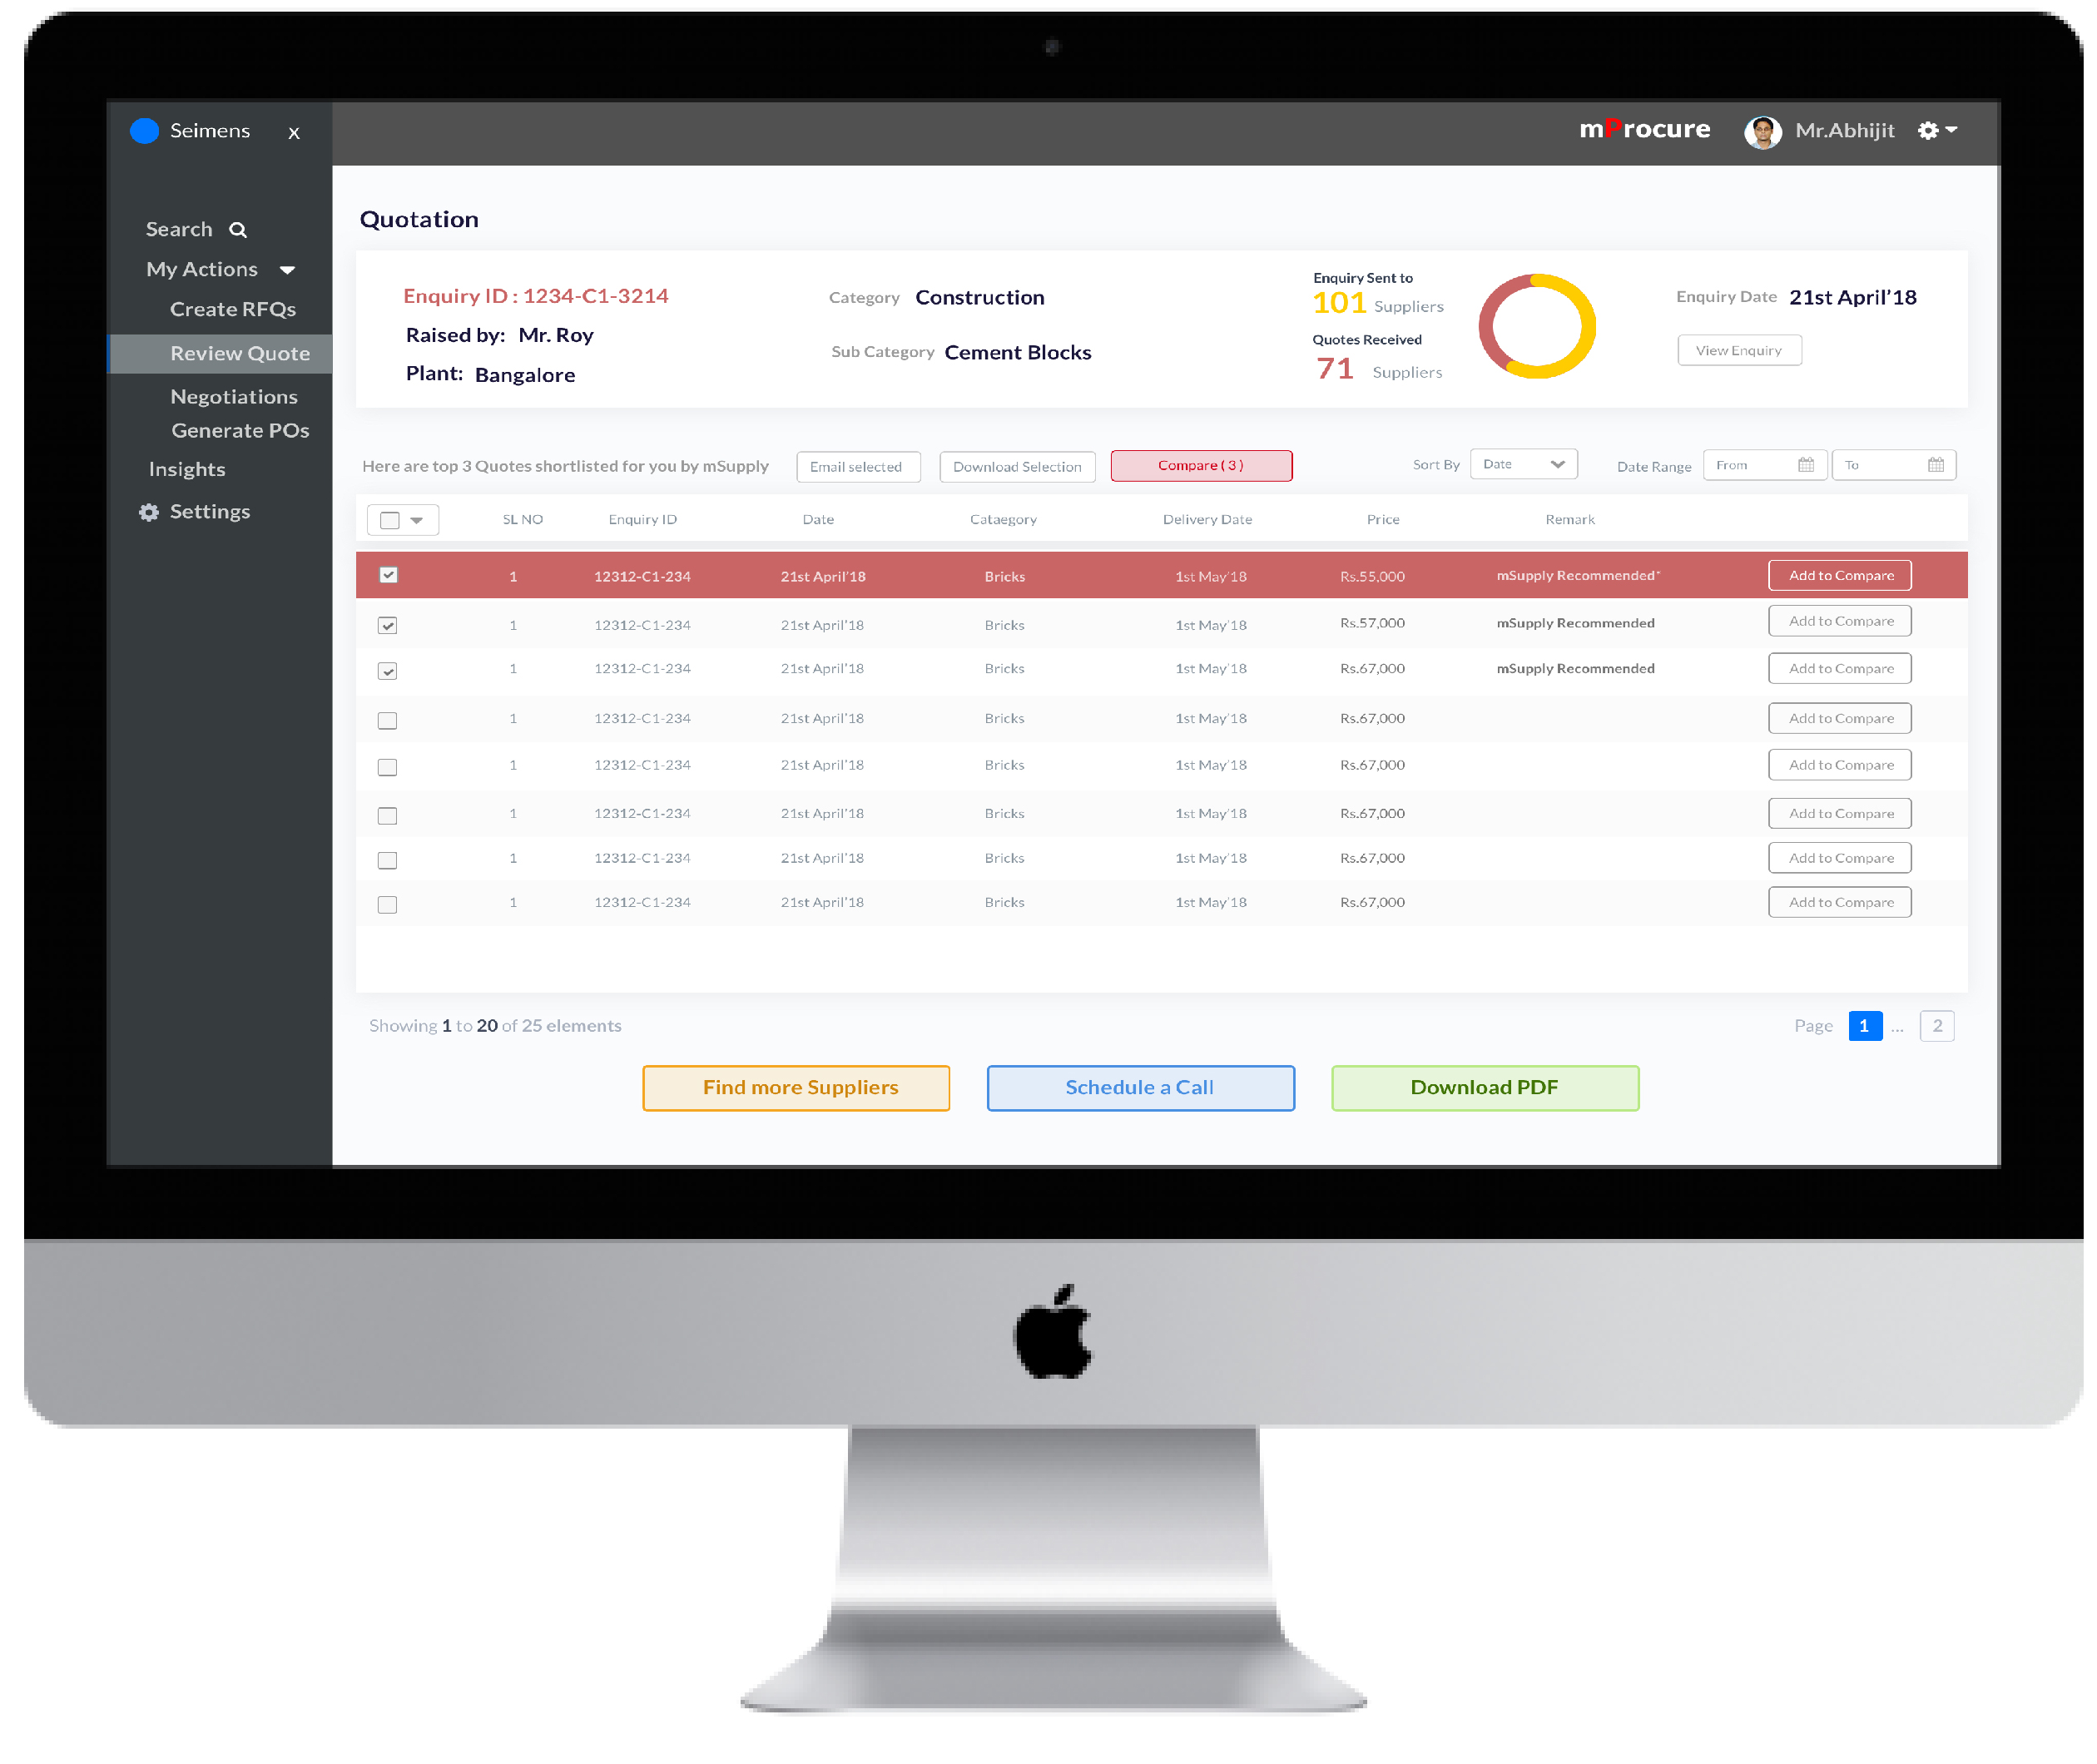 Seimens x
mProcure Mr.Abhijit
Search
My Actions
Create RFQs
Review Quote
Negotiations
Generate POs
Insights
Settings
Quotation
Enquiry ID : 1234-C1-3214
Raised by: Mr. Roy
Plant: Bangalore
Category Construction
Sub Category Cement Blocks
Enquiry Sent to
101 Suppliers
Quotes Received
71 Suppliers
Enquiry Date 21st April'18
View Enquiry
Here are top 3 Quotes shortlisted for you by mSupply Email selected Download Selection Compare ( 3 ) Sort By Date Date Range From To
SL NO Enquiry ID Date Cataegory Delivery Date Price Remark
1 12312-C1-234 21st April'18 Bricks 1st May'18 Rs.55,000 mSupply Recommended* Add to Compare
1 12312-C1-234 21st April'18 Bricks 1st May'18 Rs.57,000 mSupply Recommended Add to Compare
1 12312-C1-234 21st April'18 Bricks 1st May'18 Rs.67,000 mSupply Recommended Add to Compare
1 12312-C1-234 21st April'18 Bricks 1st May'18 Rs.67,000 Add to Compare
1 12312-C1-234 21st April'18 Bricks 1st May'18 Rs.67,000 Add to Compare
1 12312-C1-234 21st April'18 Bricks 1st May'18 Rs.67,000 Add to Compare
1 12312-C1-234 21st April'18 Bricks 1st May'18 Rs.67,000 Add to Compare
1 12312-C1-234 21st April'18 Bricks 1st May'18 Rs.67,000 Add to Compare
Showing 1 to 20 of 25 elements Page 1 ... 2
Find more Suppliers Schedule a Call Download PDF